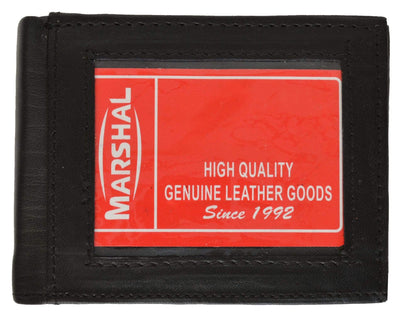 MARSHAL
HIGH QUALITY
GENUINE LEATHER GOODS
Since 1992